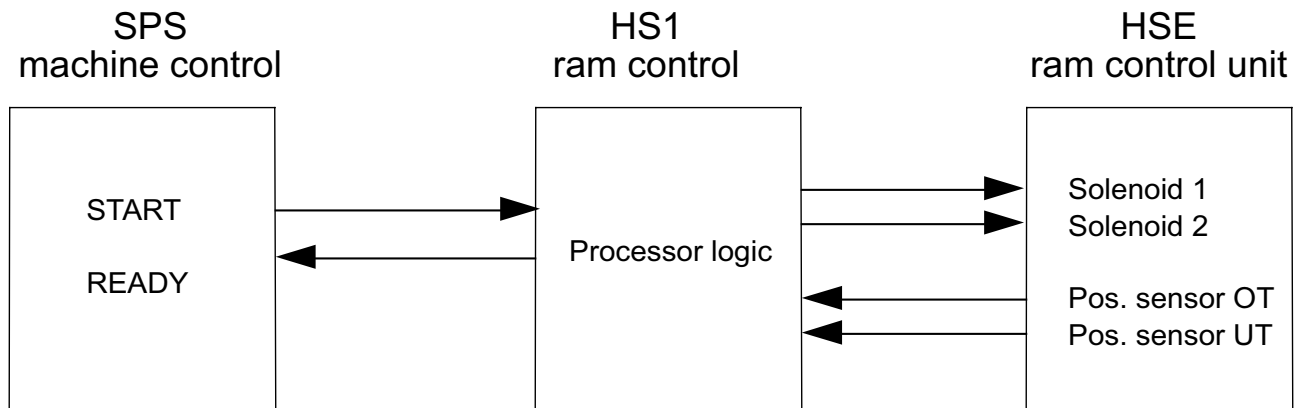 SPS
machine control
HS1
ram control
HSE
ram control unit
START
READY
Processor logic
Solenoid 1
Solenoid 2
Pos. sensor OT
Pos. sensor UT